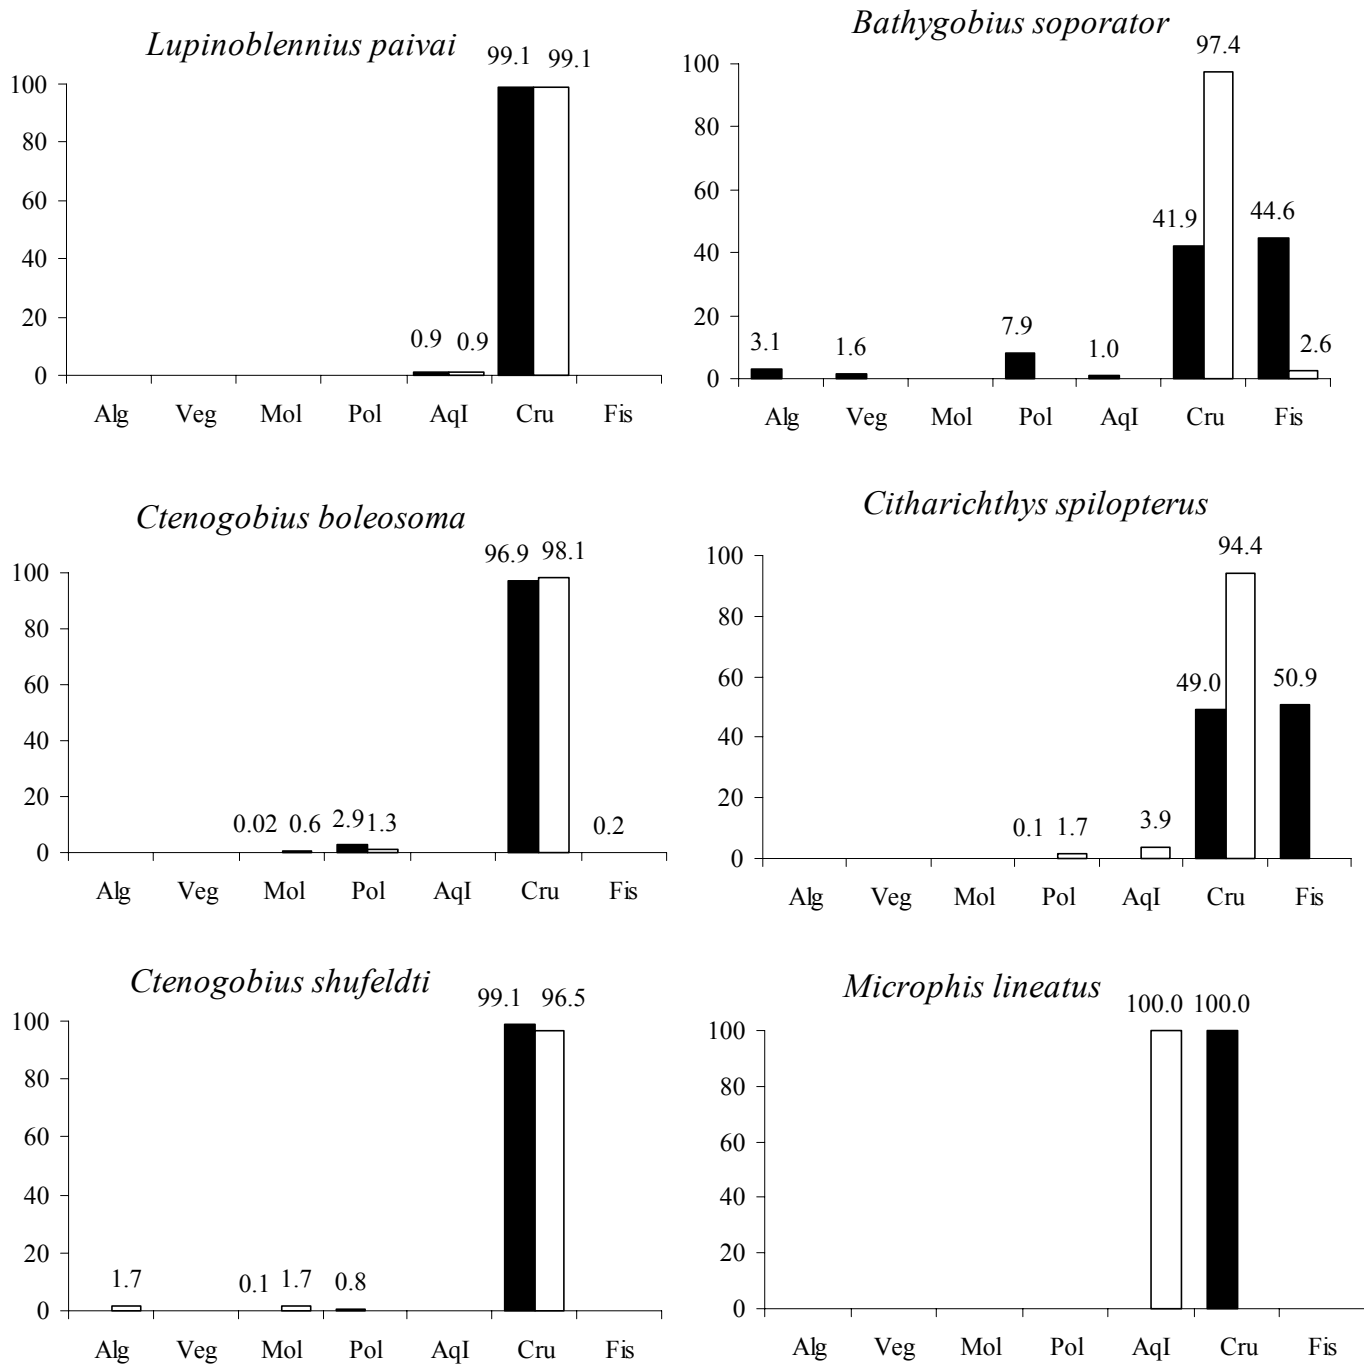 Lupinoblennius paivai
99.1 99.1
100
80
60
40
20
0
0.9 0.9
Alg Veg Mol Pol AqI Cru Fis
Bathygobius soporator
97.4
100
80
60
40
20
0
3.1 1.6 7.9 1.0 41.9 44.6 2.6
Alg Veg Mol Pol AqI Cru Fis
Ctenogobius boleosoma
96.9 98.1
100
80
60
40
20
0
0.02 0.6 2.9 1.3 0.2
Alg Veg Mol Pol AqI Cru Fis
Citharichthys spilopterus
94.4
100
80
60
40
20
0
0.1 1.7 3.9 49.0 50.9
Alg Veg Mol Pol AqI Cru Fis
Ctenogobius shufeldti
99.1 96.5
100
80
60
40
20
0
1.7 0.1 1.7 0.8
Alg Veg Mol Pol AqI Cru Fis
Microphis lineatus
100.0 100.0
100
80
60
40
20
0
Alg Veg Mol Pol AqI Cru Fis